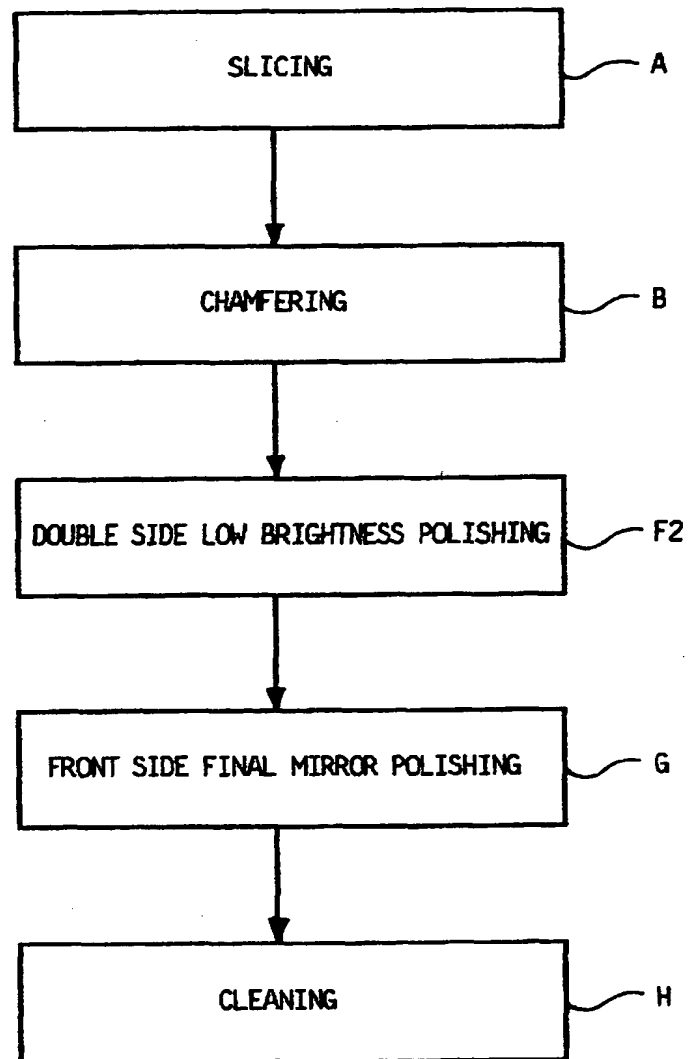 SLICING A
CHAMFERING B
DOUBLE SIDE LOW BRIGHTNESS POLISHING F2
FRONT SIDE FINAL MIRROR POLISHING G
CLEANING H